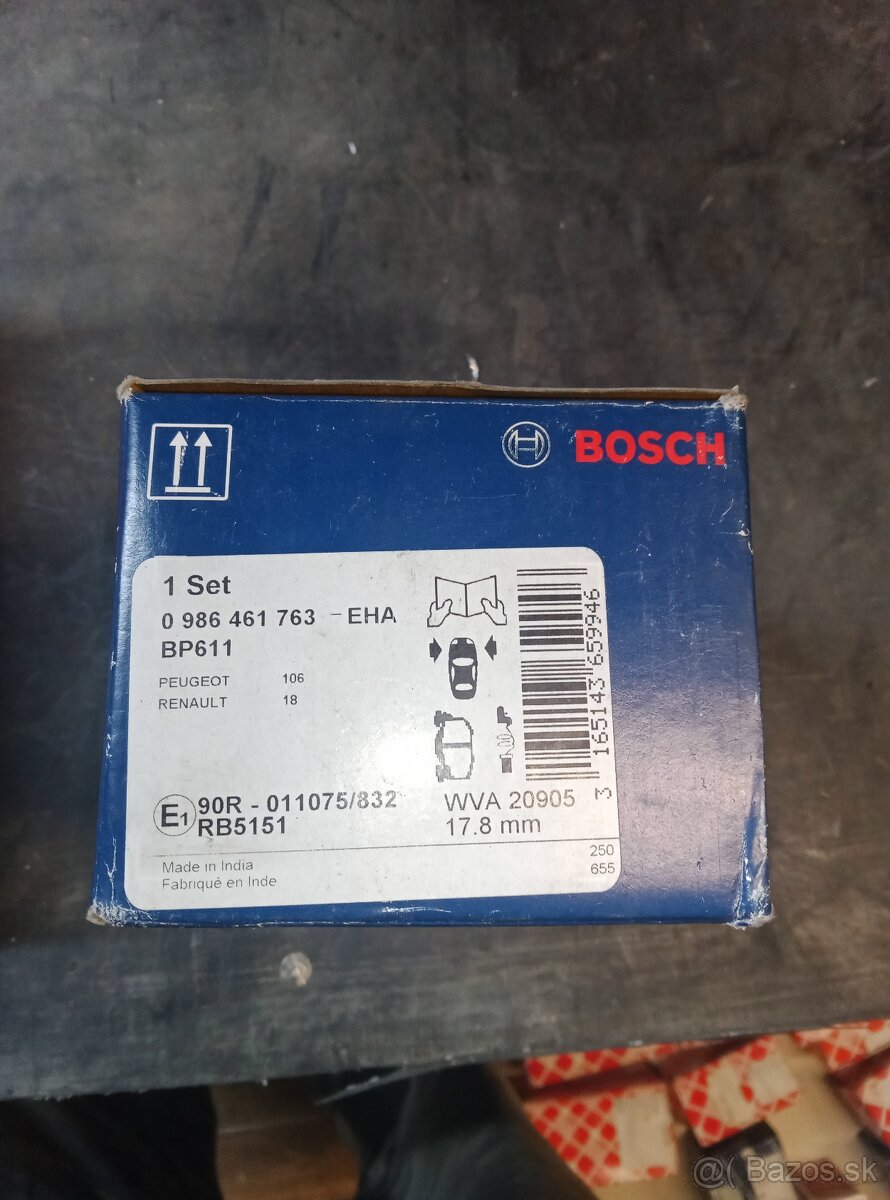 BOSCH
1 Set
0 986 461 763 - EHA
BP611
PEUGEOT 106
RENAULT 18
3 165143 659946
E1 90R - 011075/832
RB5151
WVA 20905
17.8 mm
Made in India
Fabriqué en Inde
250
655
@( Bazos.sk